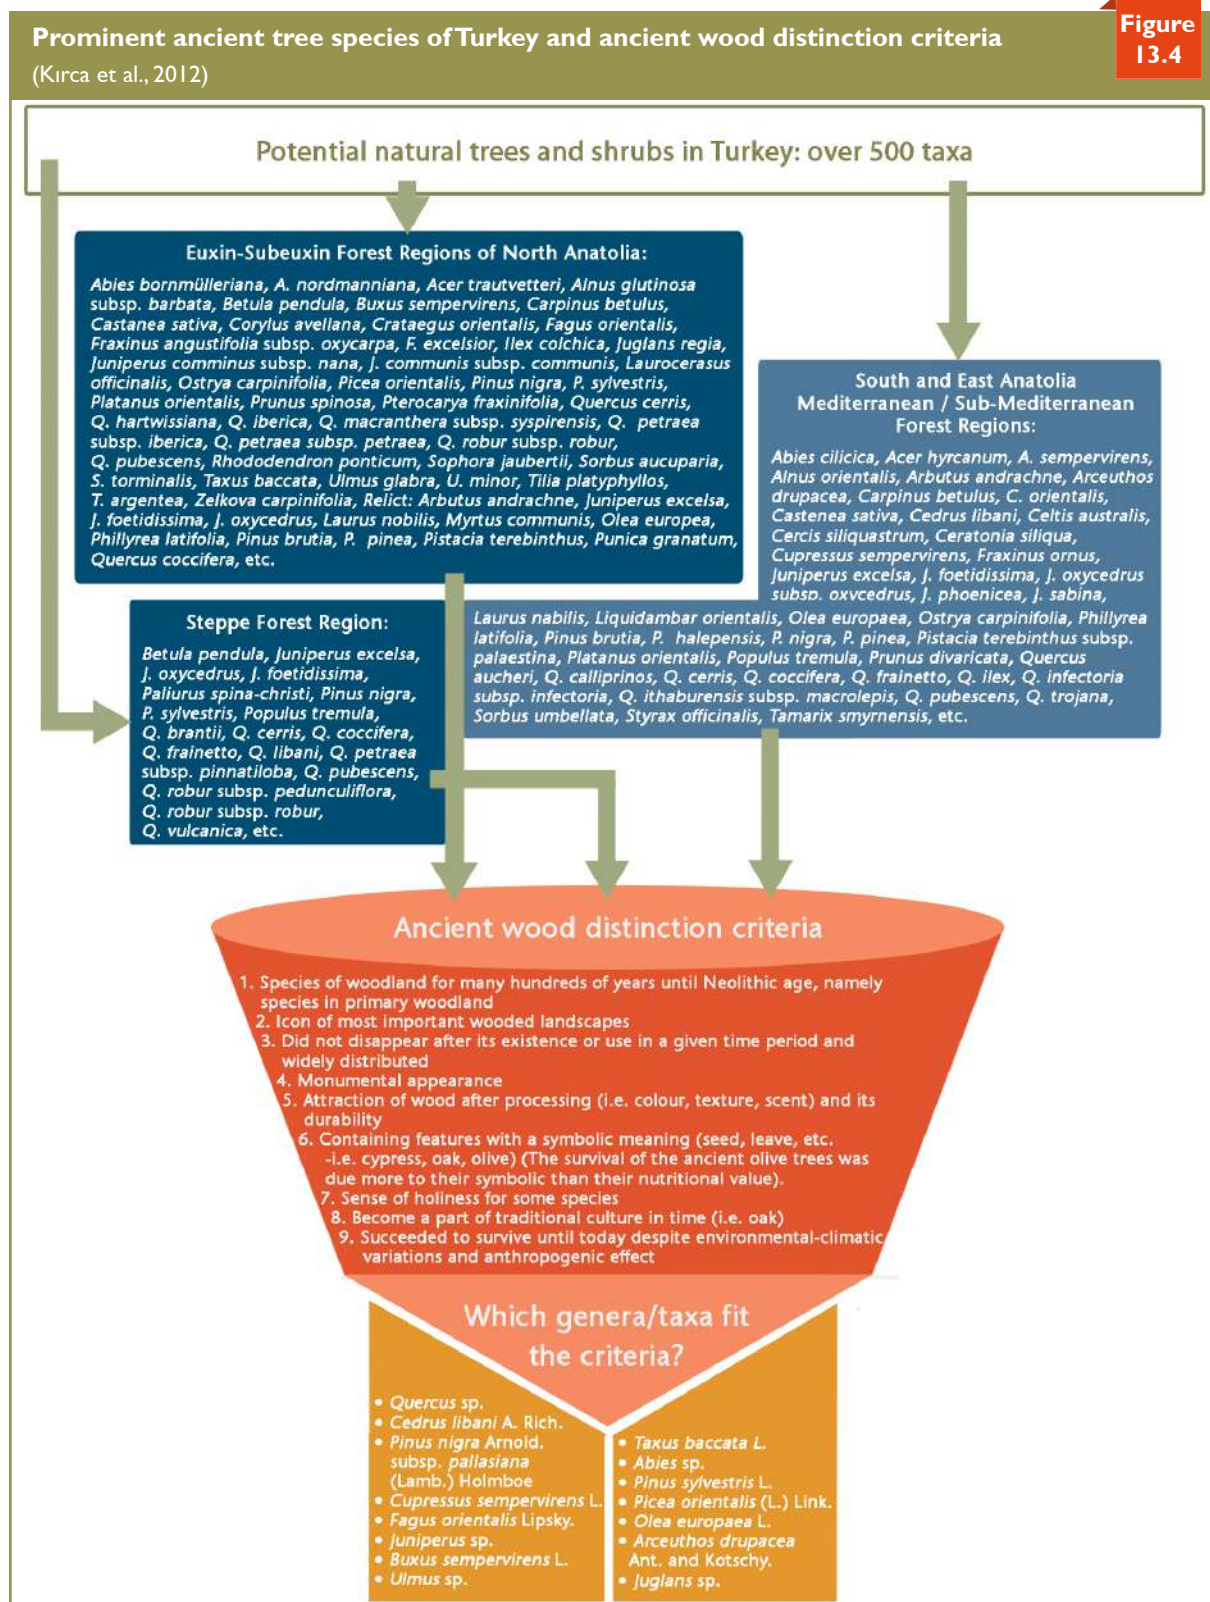 Prominent ancient tree species of Turkey and ancient wood distinction criteria
(Kırca et al., 2012)
Figure
13.4
Potential natural trees and shrubs in Turkey: over 500 taxa
Euxin-Subeuxin Forest Regions of North Anatolia:
Abies bornmülleriana, A. nordmanniana, Acer trautvetteri, Alnus glutinosa
subsp. barbata, Betula pendula, Buxus sempervirens, Carpinus betulus,
Castanea sativa, Corylus avellana, Crataegus orientalis, Fagus orientalis,
Fraxinus angustifolia subsp. oxycarpa, F. excelsior, Ilex colchica, Juglans regia,
Juniperus comminus subsp. nana, J. communis subsp. communis, Laurocerasus
officinalis, Ostrya carpinifolia, Picea orientalis, Pinus nigra, P. sylvestris,
Platanus orientalis, Prunus spinosa, Pterocarya fraxinifolia, Quercus cerris,
Q. hartwissiana, Q. iberica, Q. macranthera subsp. syspirensis, Q. petraea
subsp. iberica, Q. petraea subsp. petraea, Q. robur subsp. robur,
Q. pubescens, Rhododendron ponticum, Sophora jaubertii, Sorbus aucuparia,
S. torminalis, Taxus baccata, Ulmus glabra, U. minor, Tilia platyphyllos,
T. argentea, Zelkova carpinifolia, Relict: Arbutus andrachne, Juniperus excelsa,
J. foetidissima, J. oxycedrus, Laurus nobilis, Myrtus communis, Olea europea,
Phillyrea latifolia, Pinus brutia, P. pinea, Pistacia terebinthus, Punica granatum,
Quercus coccifera, etc.
South and East Anatolia
Mediterranean / Sub-Mediterranean
Forest Regions:
Abies cilicica, Acer hyrcanum, A. sempervirens,
Alnus orientalis, Arbutus andrachne, Arceuthos
drupacea, Carpinus betulus, C. orientalis,
Castenea sativa, Cedrus libani, Celtis australis,
Cercis siliquastrum, Ceratonia siliqua,
Cupressus sempervirens, Fraxinus ornus,
Juniperus excelsa, J. foetidissima, J. oxycedrus
subsp. oxycedrus, J. phoenicea, J. sabina,
Laurus nabilis, Liquidambar orientalis, Olea europaea, Ostrya carpinifolia, Phillyrea
latifolia, Pinus brutia, P. halepensis, P. nigra, P. pinea, Pistacia terebinthus subsp.
palaestina, Platanus orientalis, Populus tremula, Prunus divaricata, Quercus
aucheri, Q. calliprinos, Q. cerris, Q. coccifera, Q. frainetto, Q. ilex, Q. infectoria
subsp. infectoria, Q. ithaburensis subsp. macrolepis, Q. pubescens, Q. trojana,
Sorbus umbellata, Styrax officinalis, Tamarix smyrnensis, etc.
Steppe Forest Region:
Betula pendula, Juniperus excelsa,
J. oxycedrus, J. foetidissima,
Paliurus spina-christi, Pinus nigra,
P. sylvestris, Populus tremula,
Q. brantii, Q. cerris, Q. coccifera,
Q. frainetto, Q. libani, Q. petraea
subsp. pinnatiloba, Q. pubescens,
Q. robur subsp. pedunculiflora,
Q. robur subsp. robur,
Q. vulcanica, etc.
Ancient wood distinction criteria
1. Species of woodland for many hundreds of years until Neolithic age, namely
species in primary woodland
2. Icon of most important wooded landscapes
3. Did not disappear after its existence or use in a given time period and
widely distributed
4. Monumental appearance
5. Attraction of wood after processing (i.e. colour, texture, scent) and its
durability
6. Containing features with a symbolic meaning (seed, leave, etc.
-i.e. cypress, oak, olive) (The survival of the ancient olive trees was
due more to their symbolic than their nutritional value).
7. Sense of holiness for some species
8. Become a part of traditional culture in time (i.e. oak)
9. Succeeded to survive until today despite environmental-climatic
variations and anthropogenic effect
Which genera/taxa fit
the criteria?
• Quercus sp.
• Cedrus libani A. Rich.
• Pinus nigra Arnold.
subsp. pallasiana
(Lamb.) Holmboe
• Cupressus sempervirens L.
• Fagus orientalis Lipsky.
• Juniperus sp.
• Buxus sempervirens L.
• Ulmus sp.
• Taxus baccata L.
• Abies sp.
• Pinus sylvestris L.
• Picea orientalis (L.) Link.
• Olea europaea L.
• Arceuthos drupacea
Ant. and Kotschy.
• Juglans sp.